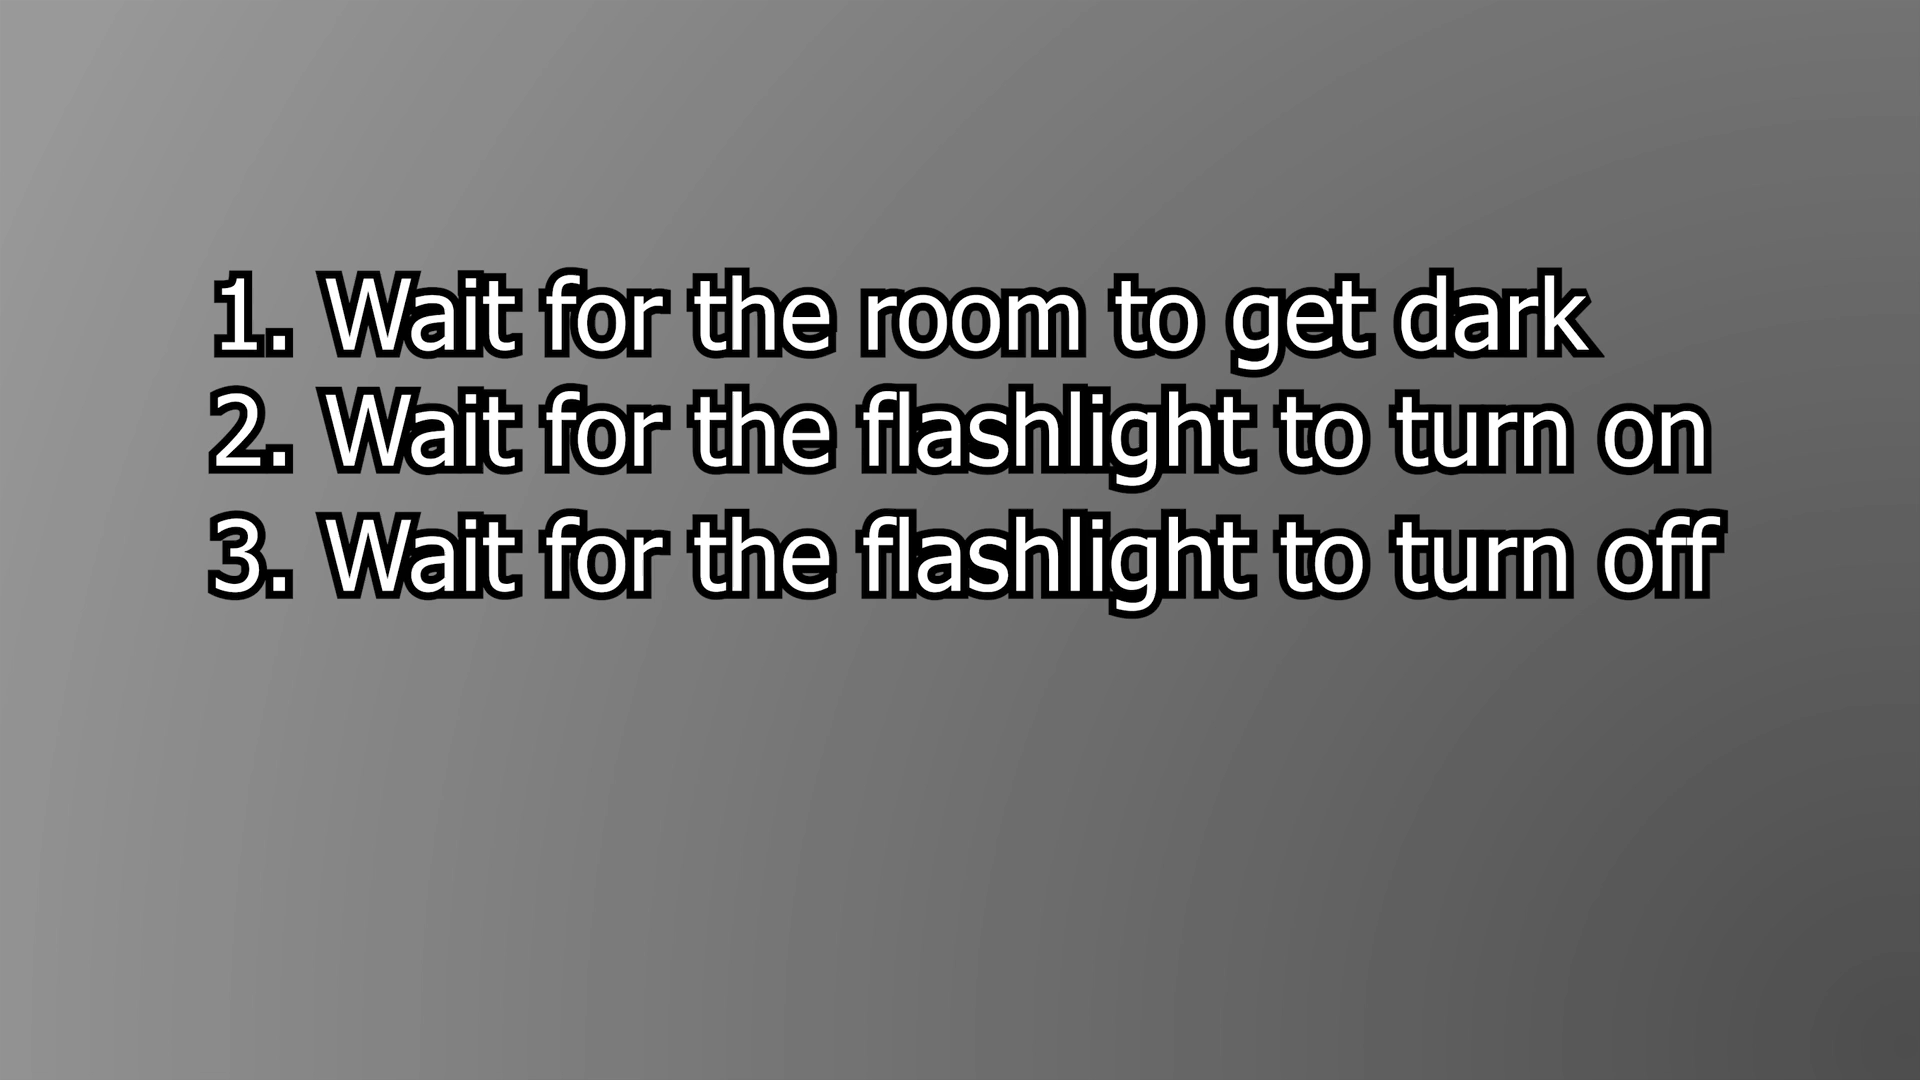 1. Wait for the room to get dark
2. Wait for the flashlight to turn on
3. Wait for the flashlight to turn off